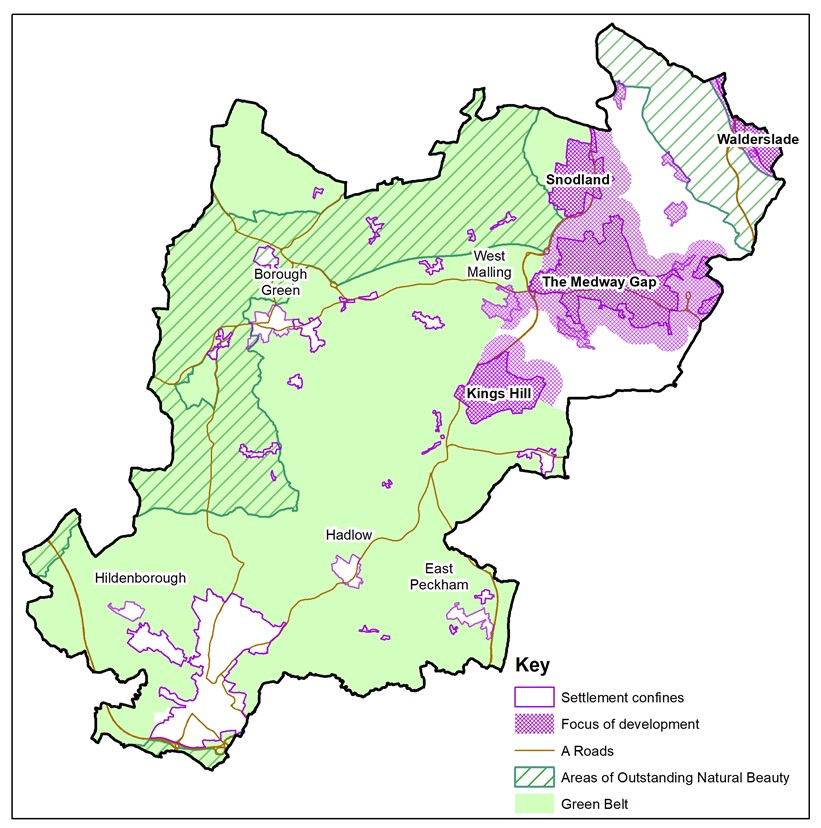 Walderslade
Snodland
West
Malling
Borough
Green
The Medway Gap
Kings Hill
Hadlow
East
Peckham
Hildenborough
Key
Settlement confines
Focus of development
A Roads
Areas of Outstanding Natural Beauty
Green Belt